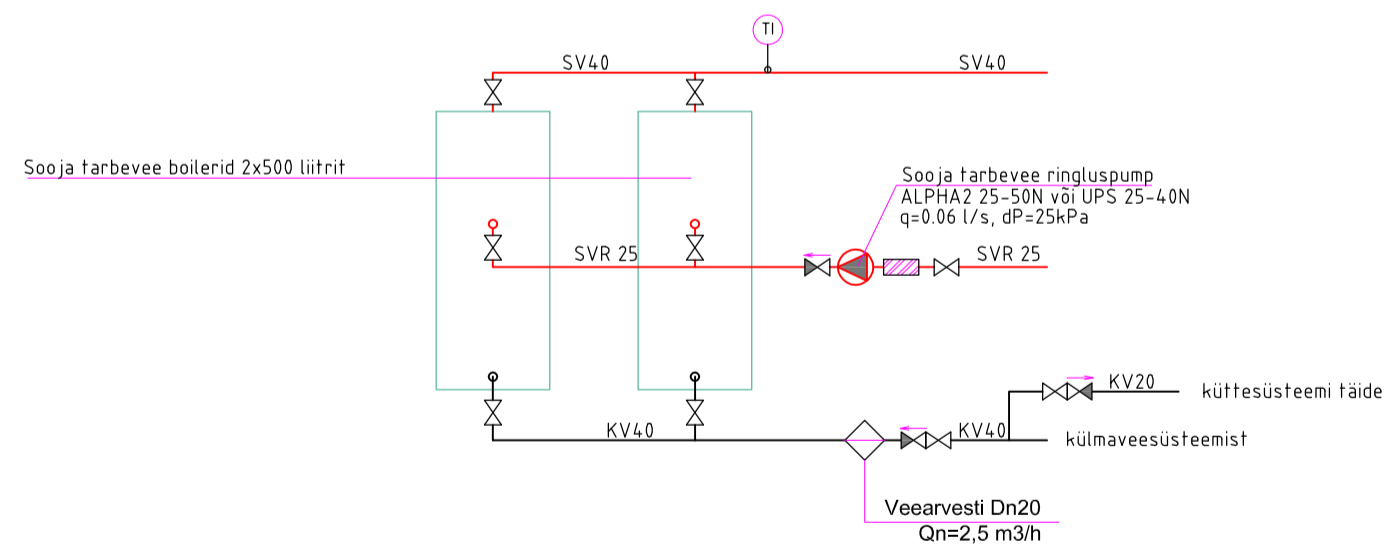 TI
SV40
SV40
Sooja tarbevee boilerid 2x500 liitrit
Sooja tarbevee ringluspump
ALPHA2 25-50N või UPS 25-40N
q=0.06 l/s, dP=25kPa
SVR 25
SVR 25
KV20
küttesüsteemi täide
KV40
KV40
külmaveesüsteemist
Veearvesti Dn20
Qn=2,5 m3/h